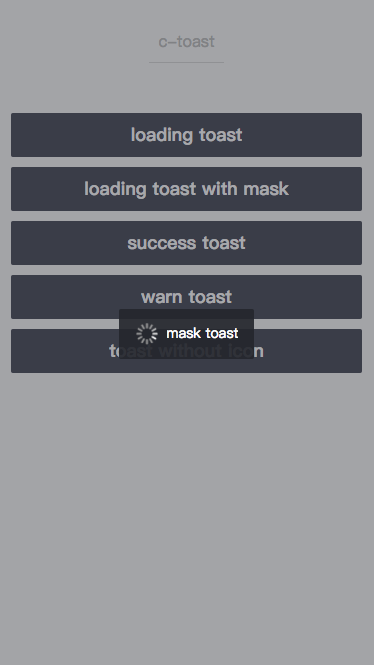 c-toast
loading toast
loading toast with mask
success toast
warn toast
mask toast
toast without icon